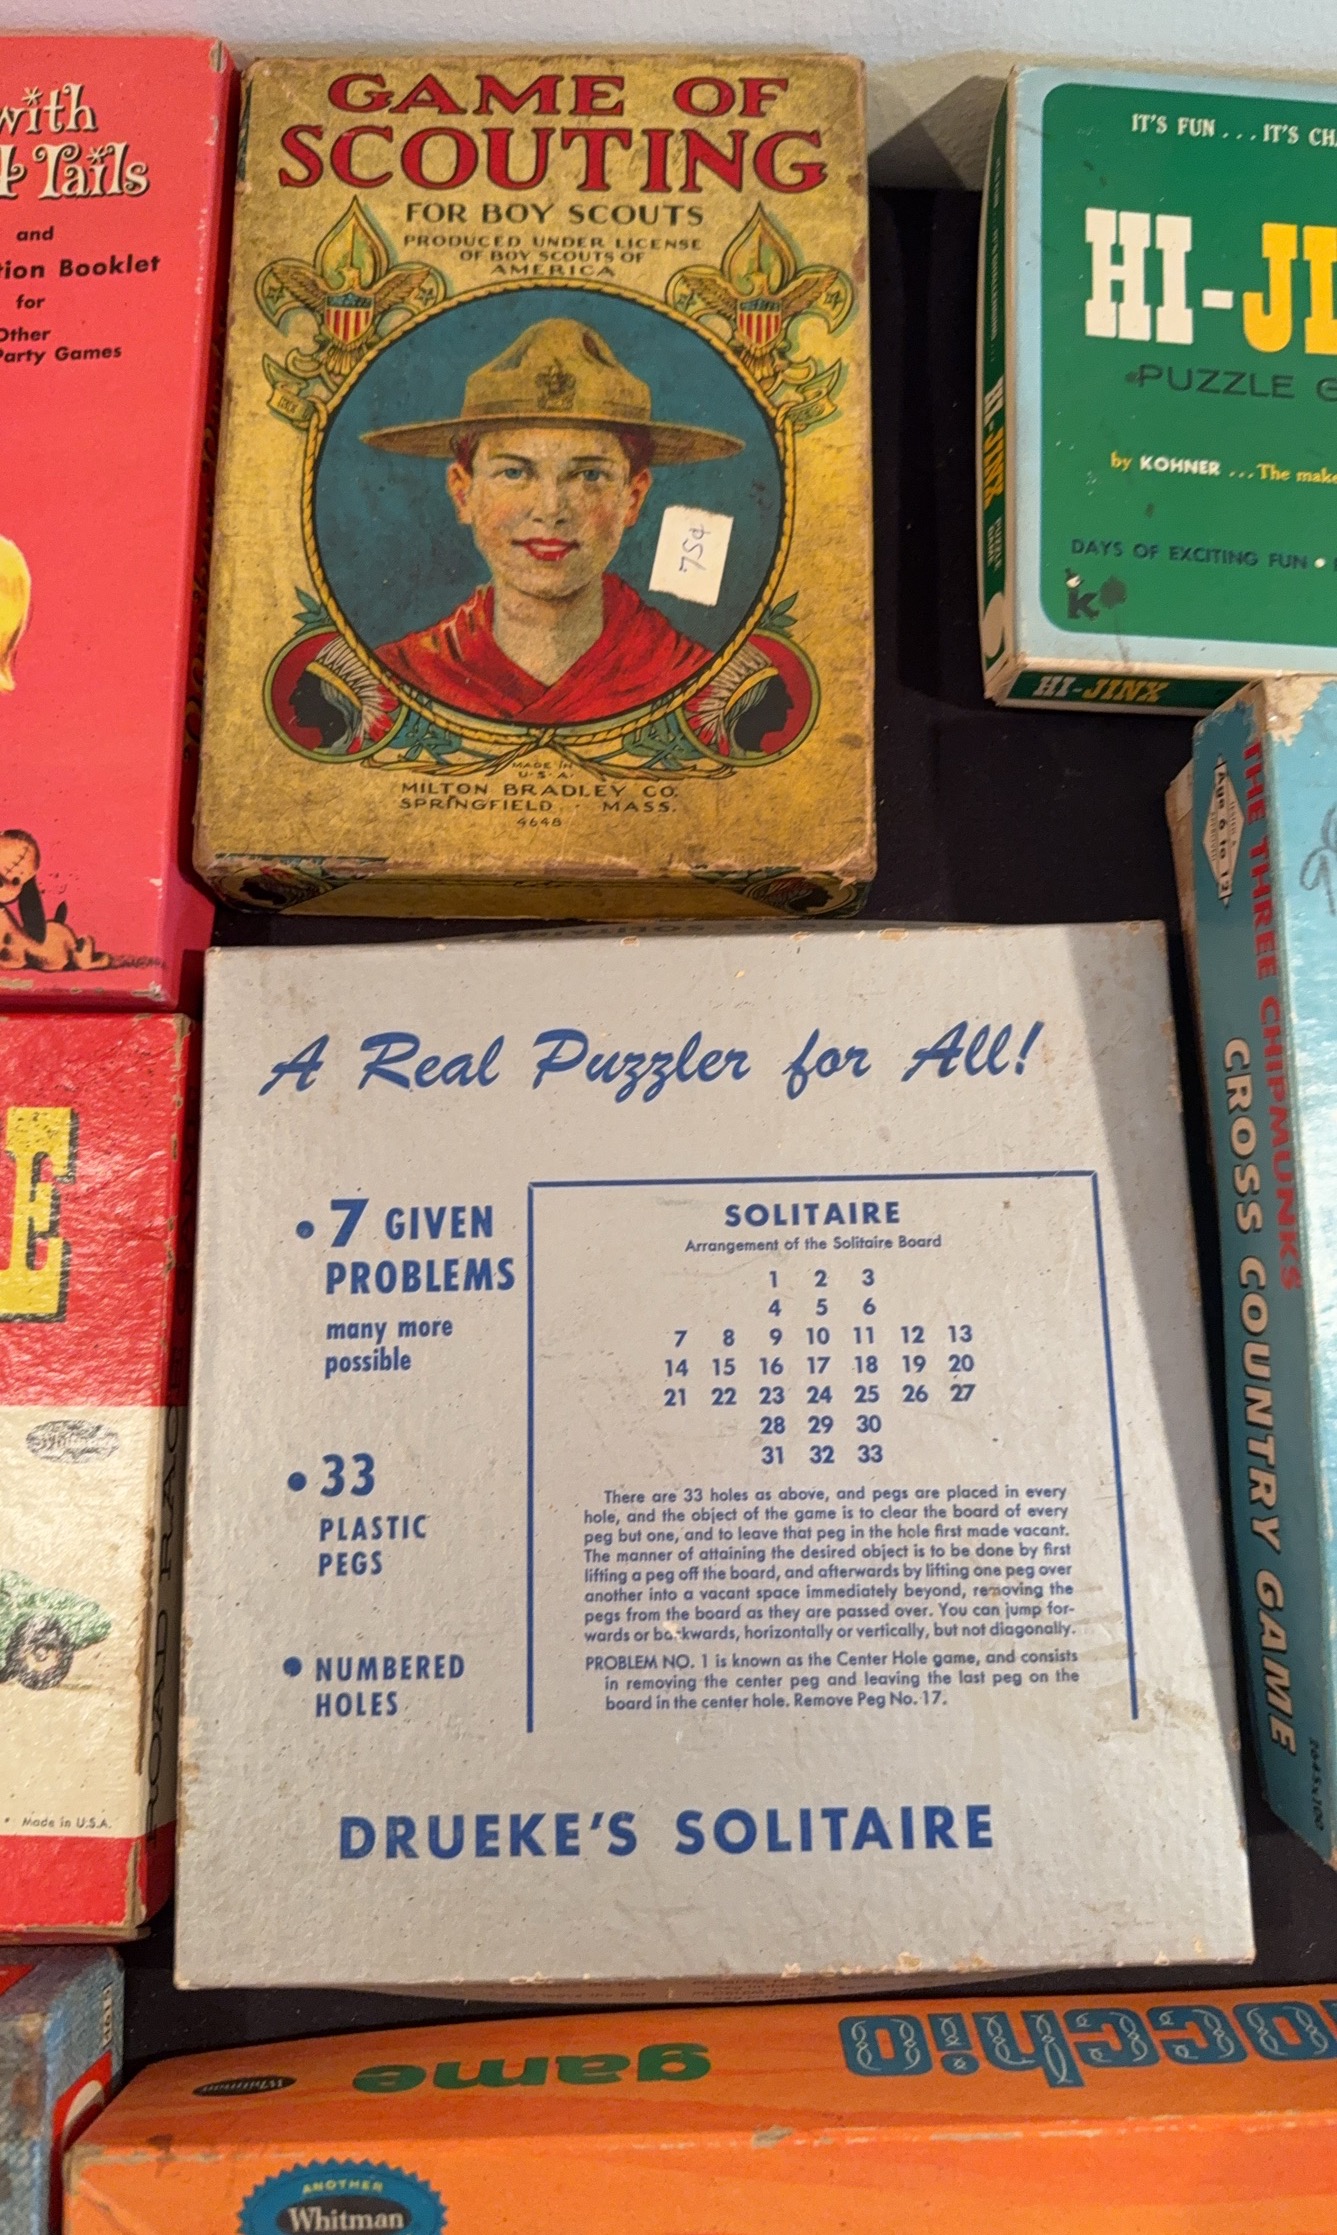 with
Tails
and
Booklet
for
Other
Party Games
GAME OF
SCOUTING
FOR BOY SCOUTS
PRODUCED UNDER LICENSE
OF BOY SCOUTS OF
AMERICA
75¢
MADE IN
U.S.A.
MILTON BRADLEY CO.
SPRINGFIELD MASS.
4648
IT'S FUN...IT'S
HI-
PUZZLE
by KOHNER ...The
DAYS OF EXCITING FUN •
k
HI-JINX
PUZZLE
GAME
HI-JINX
Age 6 to 12
THE THREE CHIPMUNKS
CROSS COUNTRY GAME
E
• Made in U.S.A.
ROAD RACE
A Real Puzzler for All!
• 7 GIVEN
PROBLEMS
many more
possible
• 33
PLASTIC
PEGS
• NUMBERED
HOLES
SOLITAIRE
Arrangement of the Solitaire Board
1 2 3
4 5 6
7 8 9 10 11 12 13
14 15 16 17 18 19 20
21 22 23 24 25 26 27
28 29 30
31 32 33
There are 33 holes as above, and pegs are placed in every
hole, and the object of the game is to clear the board of every
peg but one, and to leave that peg in the hole first made vacant.
The manner of attaining the desired object is to be done by first
lifting a peg off the board, and afterwards by lifting one peg over
another into a vacant space immediately beyond, removing the
pegs from the board as they are passed over. You can jump for-
wards or backwards, horizontally or vertically, but not diagonally.
PROBLEM NO. 1 is known as the Center Hole game, and consists
in removing the center peg and leaving the last peg on the
board in the center hole. Remove Peg No. 17.
DRUEKE'S SOLITAIRE
game
Whitman
ANOTHER
Whitman